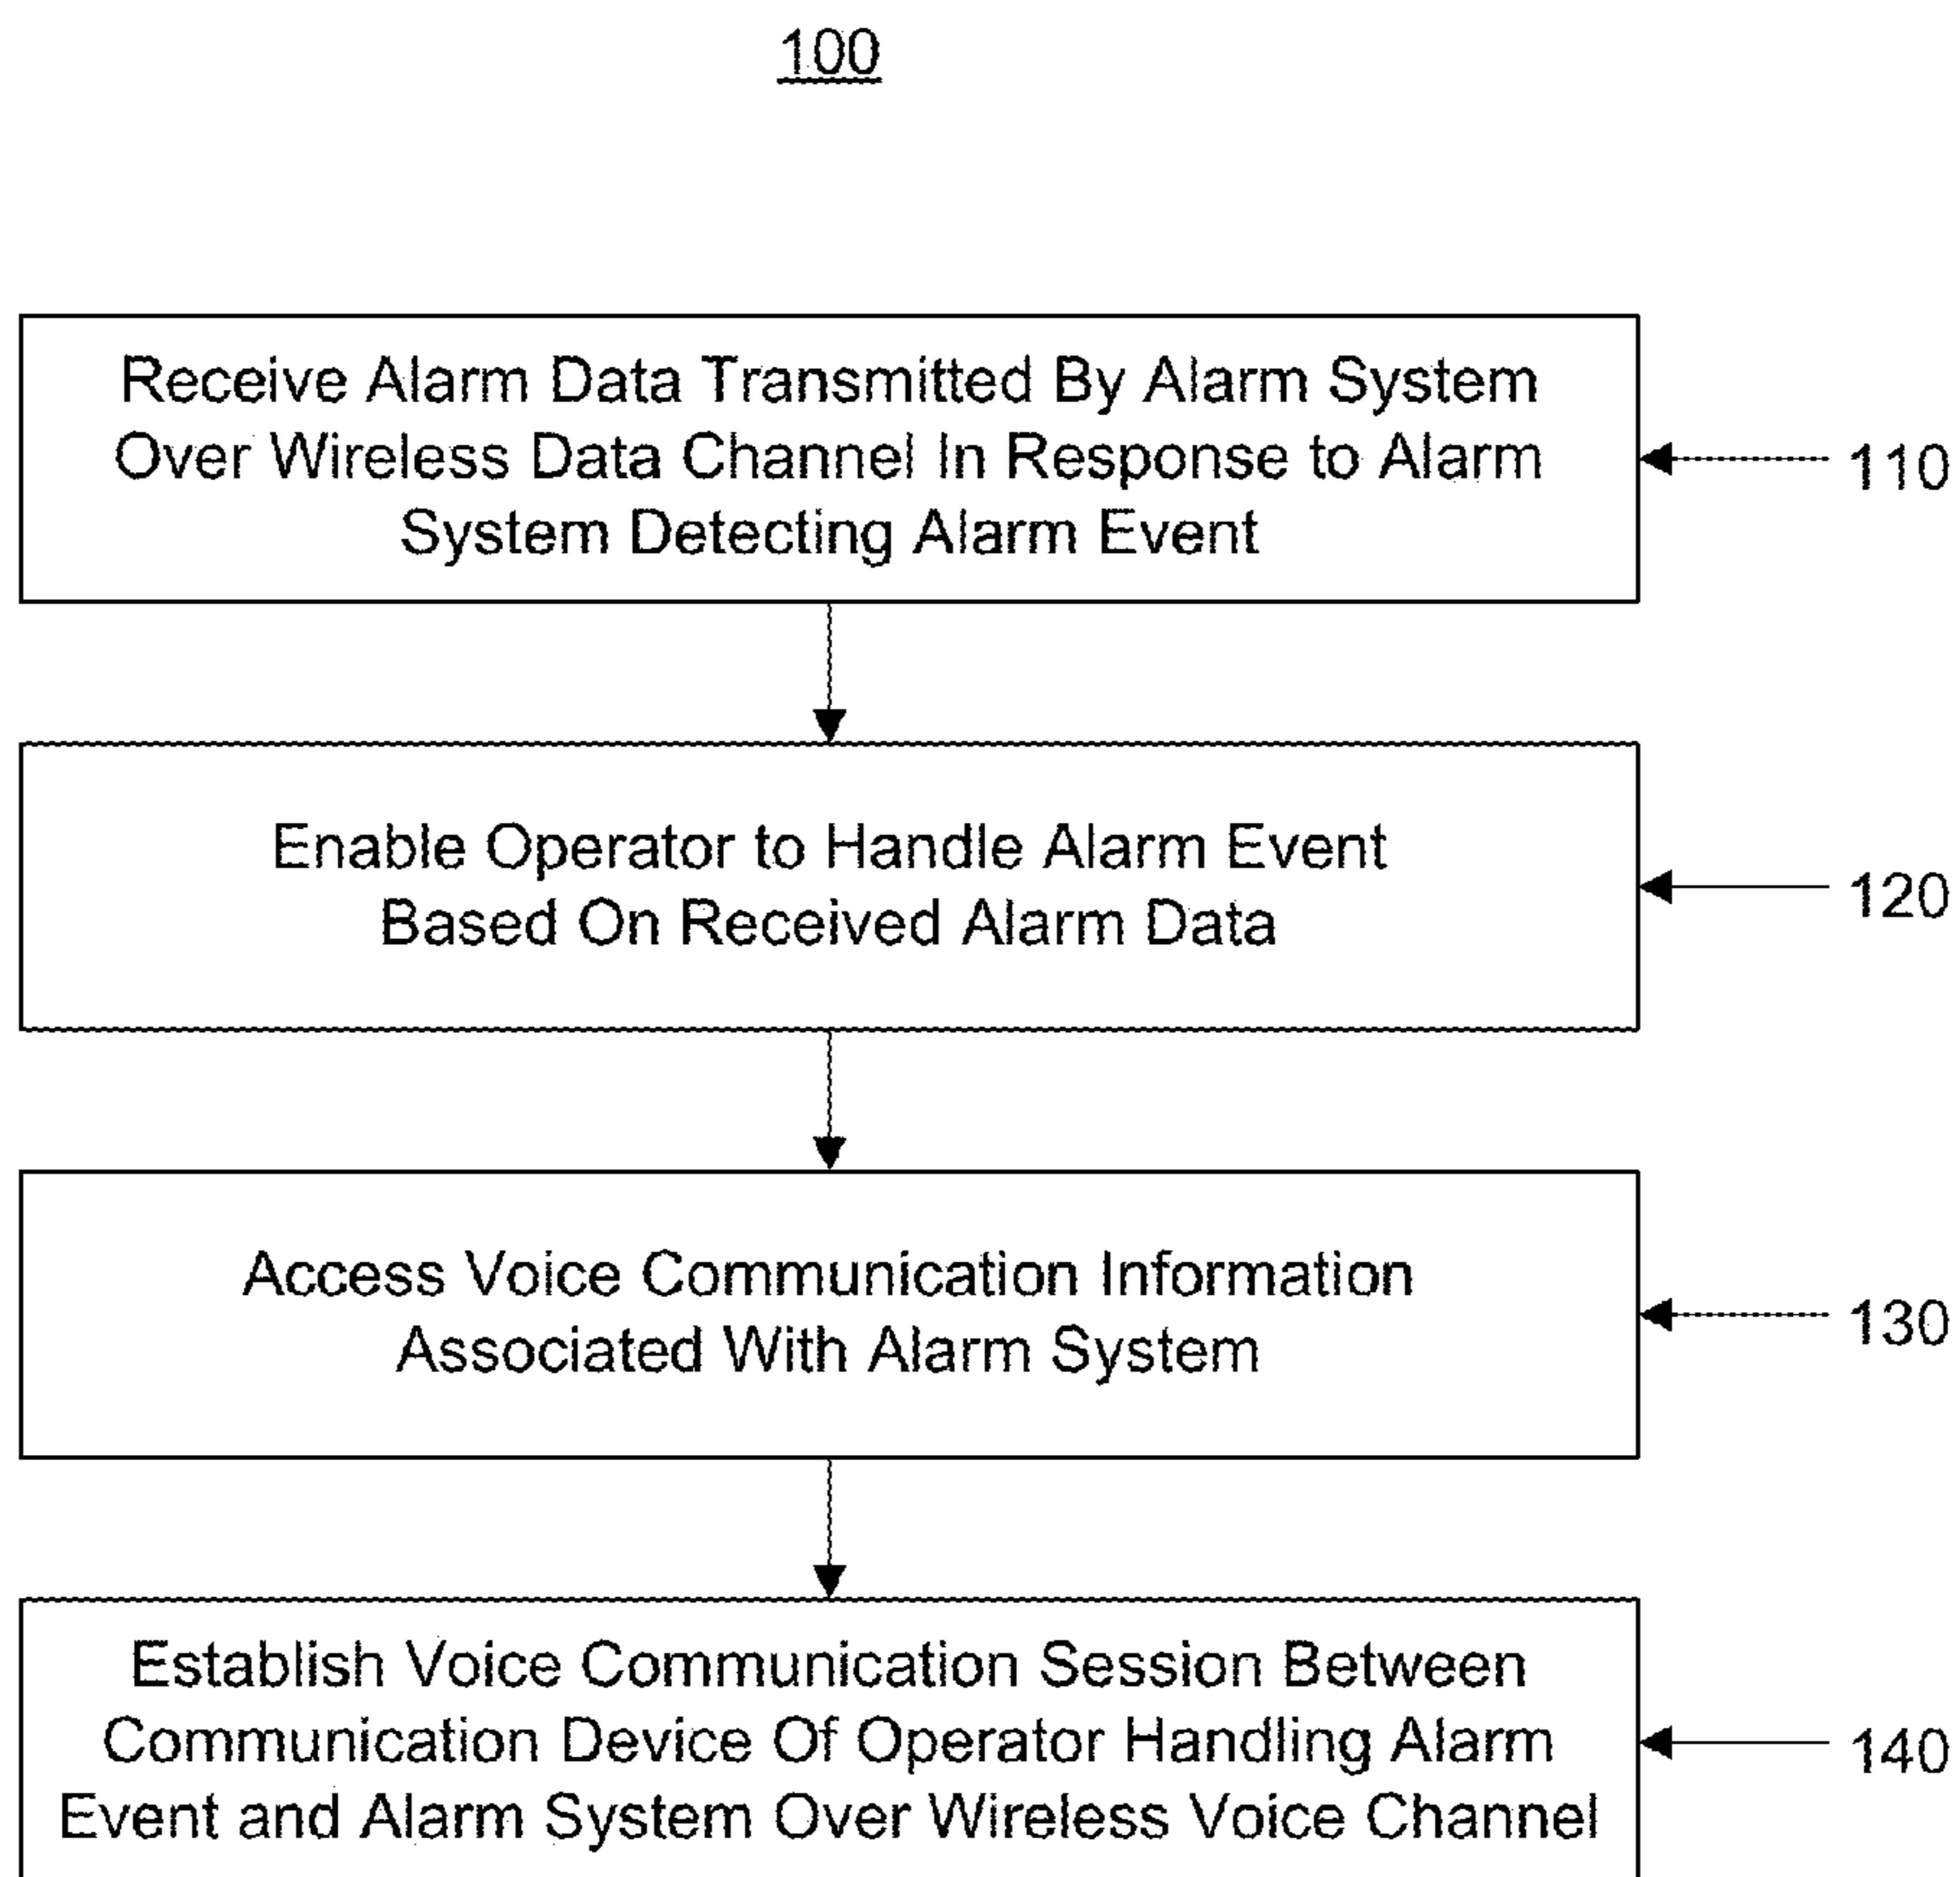 100
Receive Alarm Data Transmitted By Alarm System
Over Wireless Data Channel In Response to Alarm
System Detecting Alarm Event
110
Enable Operator to Handle Alarm Event
Based On Received Alarm Data
120
Access Voice Communication Information
Associated With Alarm System
130
Establish Voice Communication Session Between
Communication Device Of Operator Handling Alarm
Event and Alarm System Over Wireless Voice Channel
140